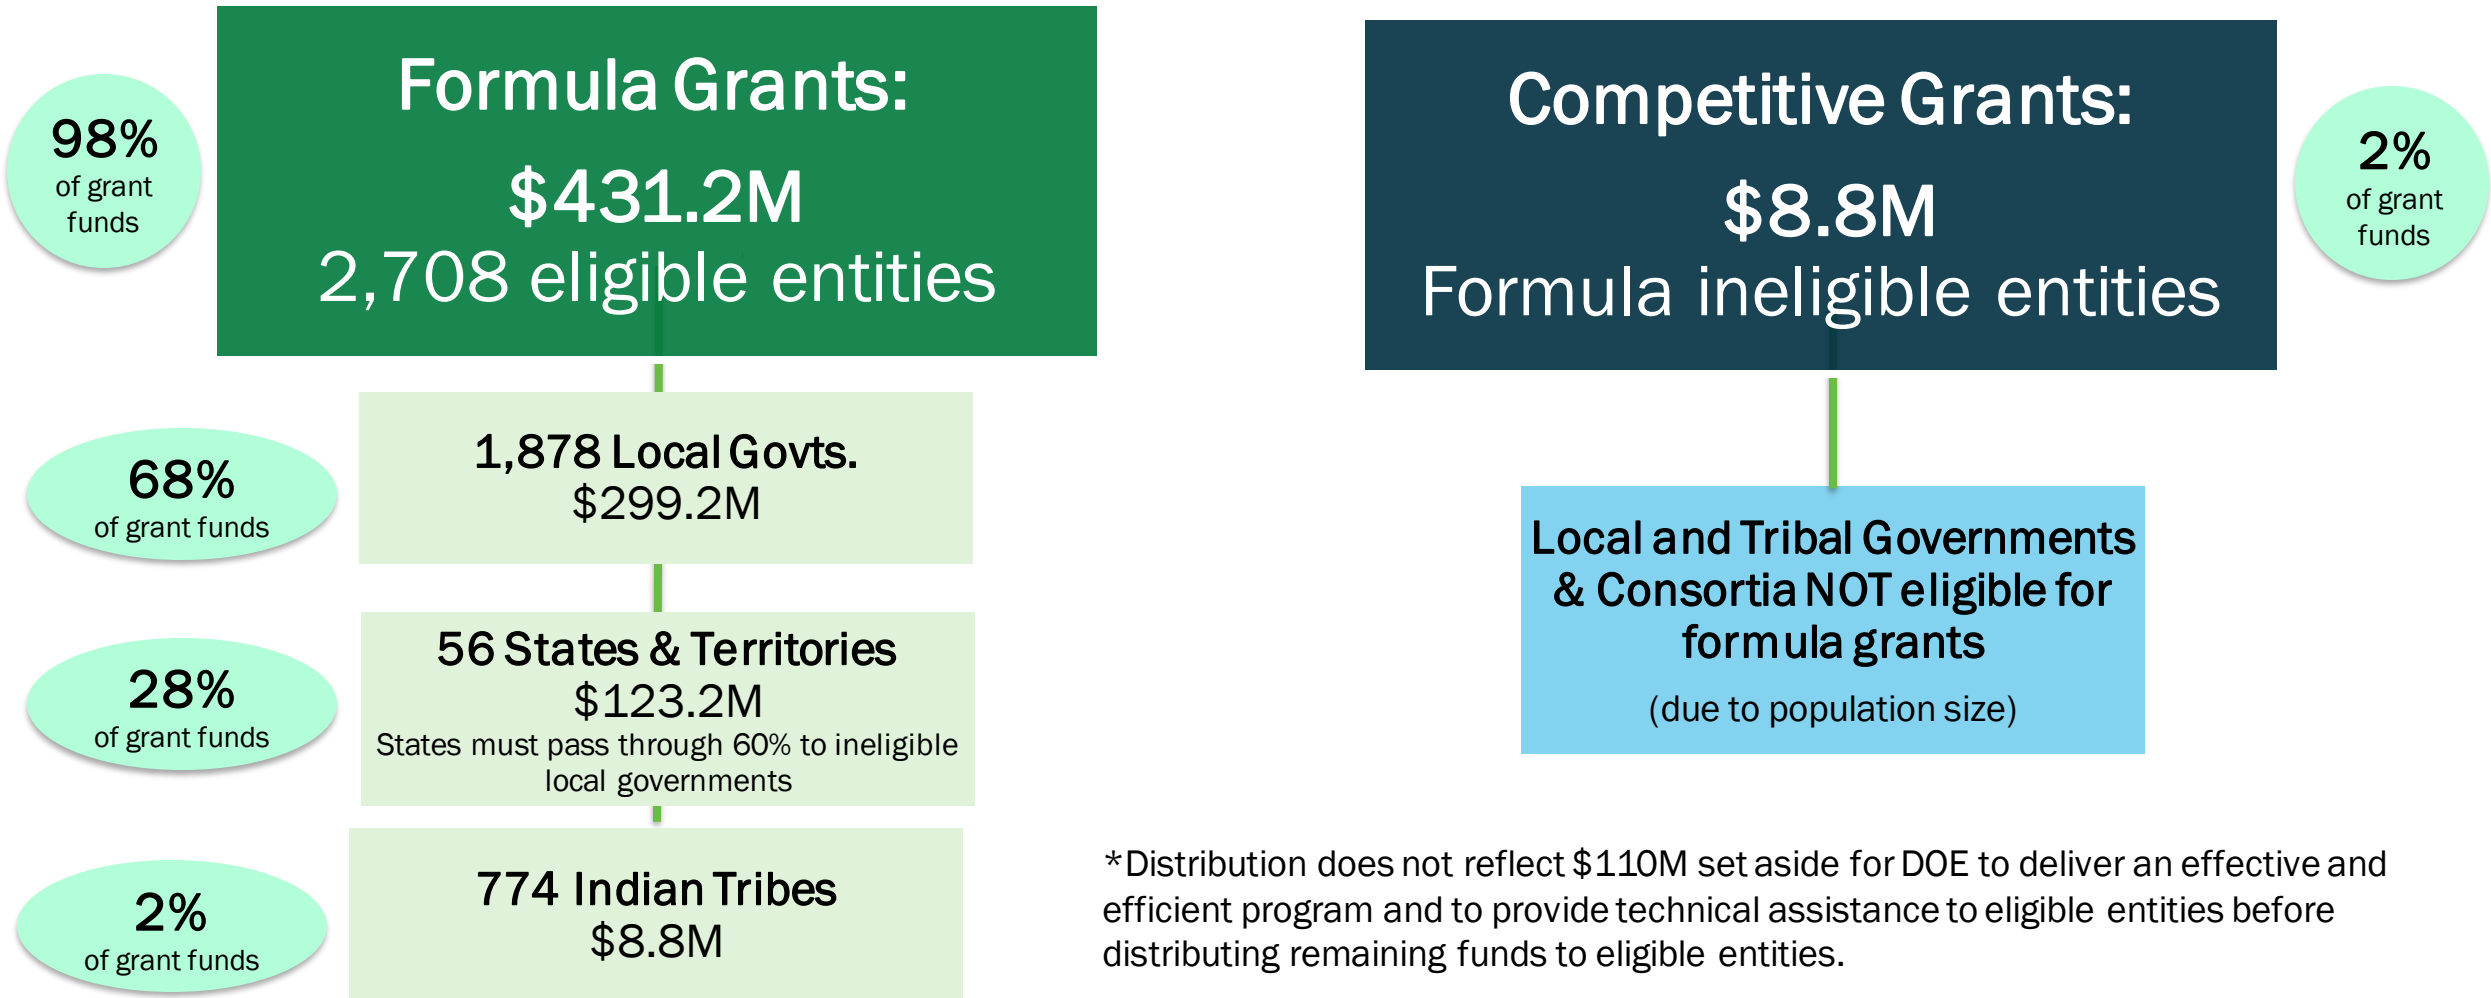 98%
of grant
funds
Formula Grants:
$431.2M
2,708 eligible entities
68%
of grant funds
1,878 Local Govts.
$299.2M
28%
of grant funds
56 States & Territories
$123.2M
States must pass through 60% to ineligible
local governments
2%
of grant funds
774 Indian Tribes
$8.8M
Competitive Grants:
$8.8M
Formula ineligible entities
2%
of grant
funds
Local and Tribal Governments
& Consortia NOT eligible for
formula grants
(due to population size)
*Distribution does not reflect $110M set aside for DOE to deliver an effective and
efficient program and to provide technical assistance to eligible entities before
distributing remaining funds to eligible entities.